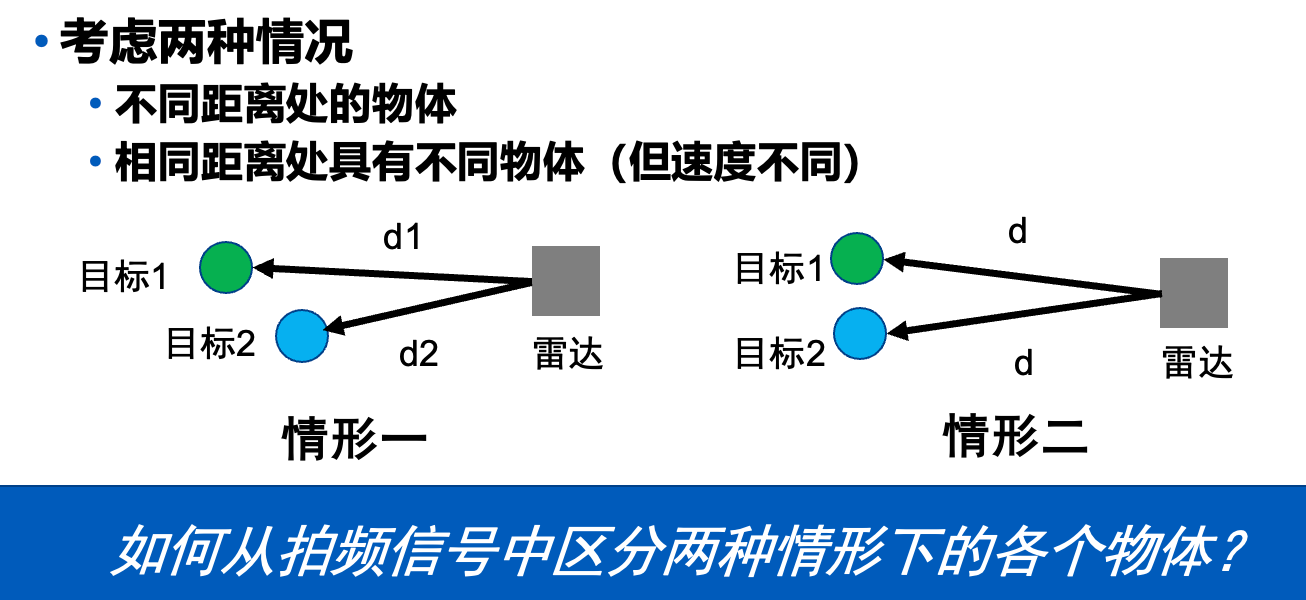 • 考虑两种情况
• 不同距离处的物体
• 相同距离处具有不同物体（但速度不同）
目标1
d1
目标2
d2
雷达
情形一
目标1
d
目标2
d
雷达
情形二
如何从拍频信号中区分两种情形下的各个物体？